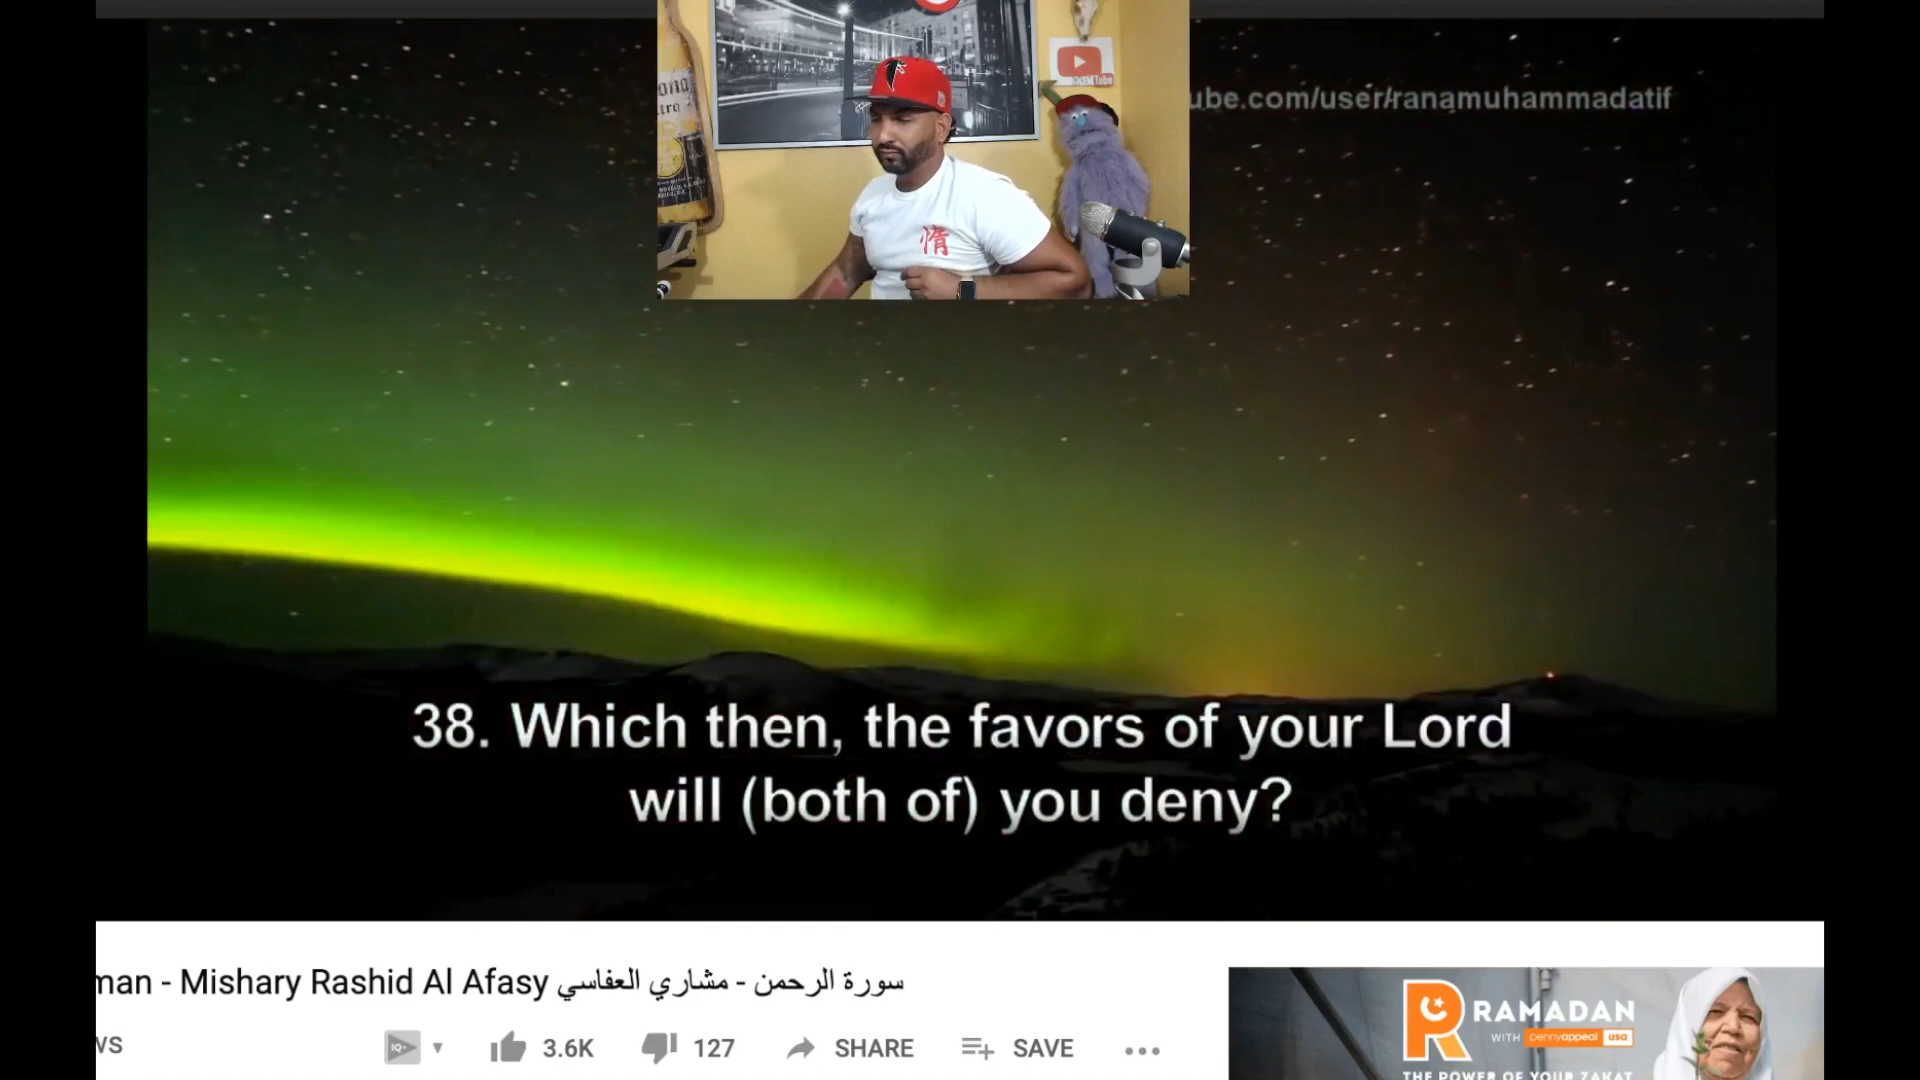 ube.com/user/ranamuhammadatif
惰
38. Which then, the favors of your Lord
will (both of) you deny?
man - Mishary Rashid Al Afasy سورة الرحمن - مشاري العفاسي
ws
IQ+
3.6K
127
SHARE
SAVE
RAMADAN
WITH pennyappeal usa
THE POWER OF YOUR ZAKAT